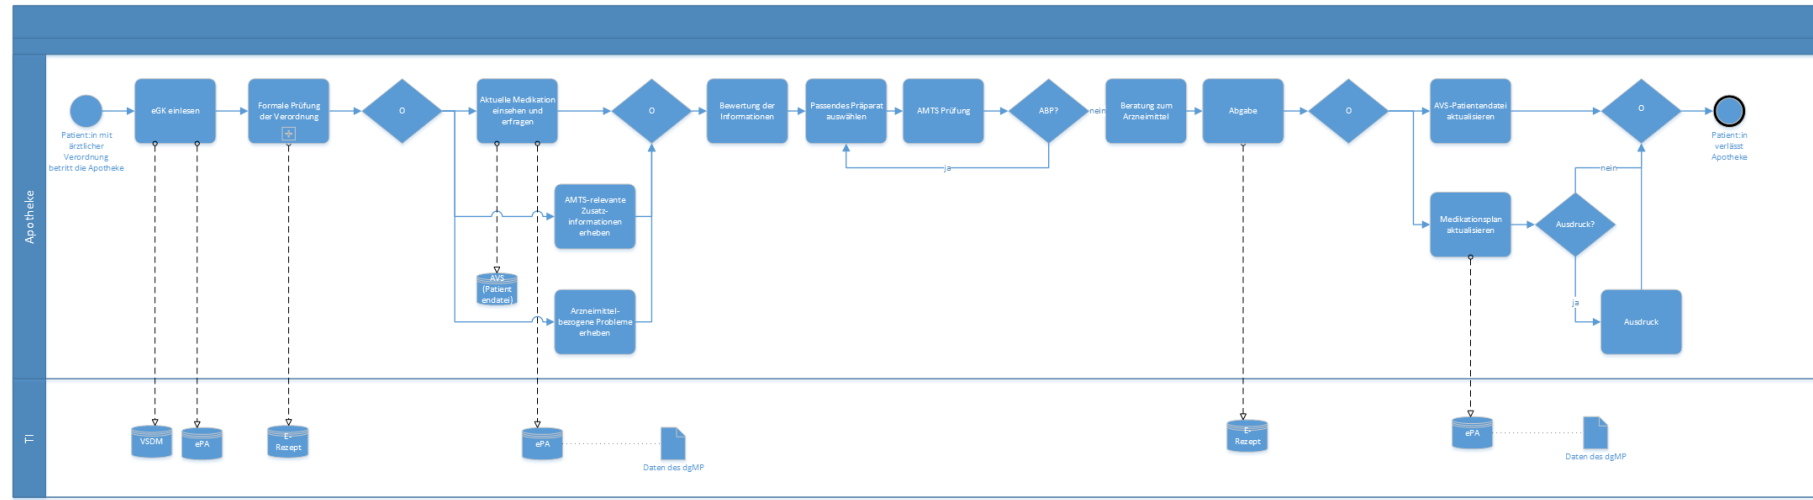 Apotheke
Patient:in mit
ärztlicher
Verordnung
betritt die Apotheke
eGK einlesen
Formale Prüfung
der Verordnung
O
Aktuelle Medikation
einsehen und
erfragen
O
Bewertung der
Informationen
Passendes Präparat
auswählen
AMTS Prüfung
ABP?
nein
ja
Beratung zum
Arzneimittel
Abgabe
O
AVS-Patientendatei
aktualisieren
O
Patient:in
verlässt
Apotheke
AMTS-relevante
Zusatz-
informationen
erheben
AVS
(Patient
endatei)
Arzneimittel-
bezogene Probleme
erheben
Medikationsplan
aktualisieren
Ausdruck?
nein
ja
Ausdruck
TI
VSDM
ePA
E-
Rezept
ePA
Daten des dgMP
E-
Rezept
ePA
Daten des dgMP